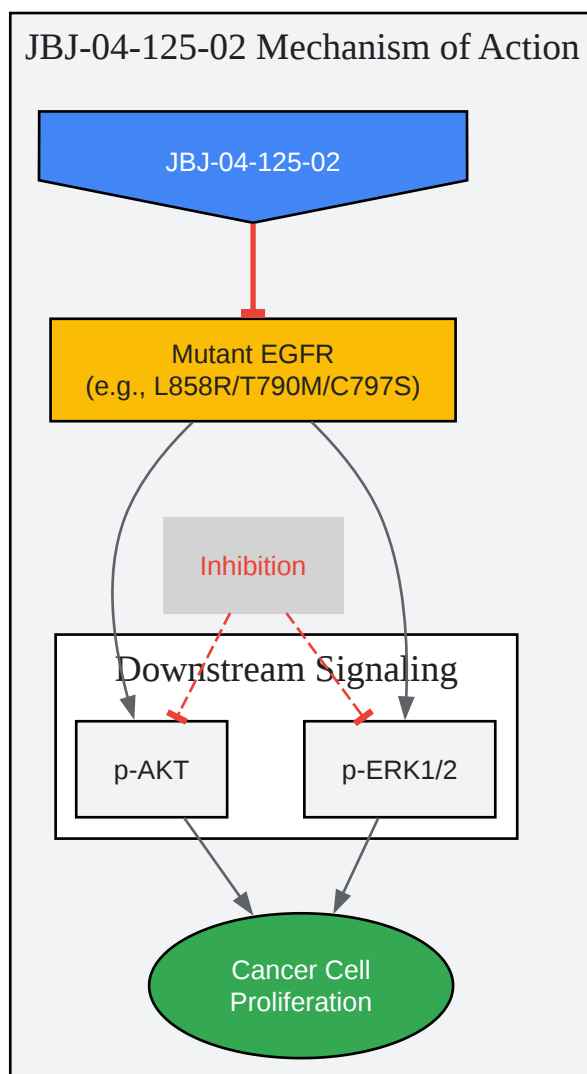 JBJ-04-125-02 Mechanism of Action
JBJ-04-125-02
Mutant EGFR
(e.g., L858R/T790M/C797S)
Inhibition
Downstream Signaling
p-AKT
p-ERK1/2
Cancer Cell
Proliferation